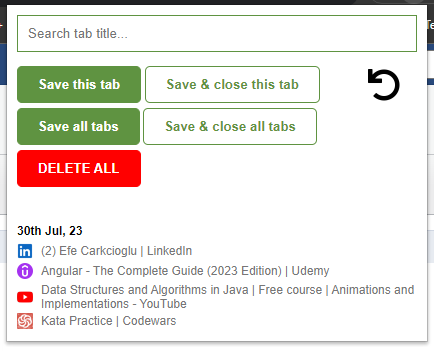 Search tab title...
Save this tab
Save & close this tab
Save all tabs
Save & close all tabs
DELETE ALL
30th Jul, 23
(2) Efe Carkcioglu | LinkedIn
Angular - The Complete Guide (2023 Edition) | Udemy
Data Structures and Algorithms in Java | Free course | Animations and
Implementations - YouTube
Kata Practice | Codewars